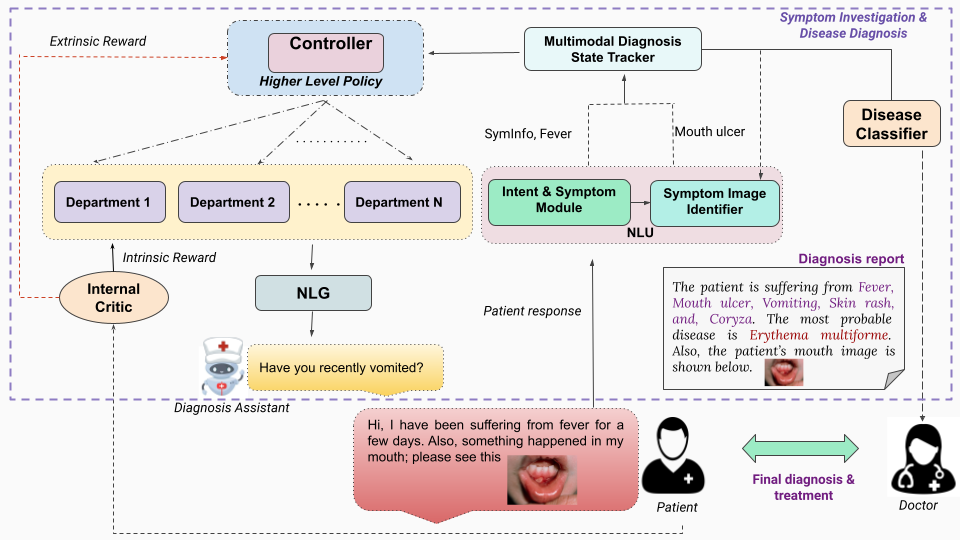 Symptom Investigation &
Disease Diagnosis
Extrinsic Reward
Controller
Higher Level Policy
Multimodal Diagnosis
State Tracker
Disease
Classifier
SymInfo, Fever
Mouth ulcer
Department 1
Department 2
. . . . .
Department N
Intent & Symptom
Module
Symptom Image
Identifier
NLU
Intrinsic Reward
Internal
Critic
NLG
Patient response
Diagnosis report
The patient is suffering from Fever,
Mouth ulcer, Vomiting, Skin rash,
and, Coryza. The most probable
disease is Erythema multiforme.
Also, the patient's mouth image is
shown below.
Have you recently vomited?
Diagnosis Assistant
Hi, I have been suffering from fever for a
few days. Also, something happened in my
mouth; please see this
Patient
Final diagnosis &
treatment
Doctor